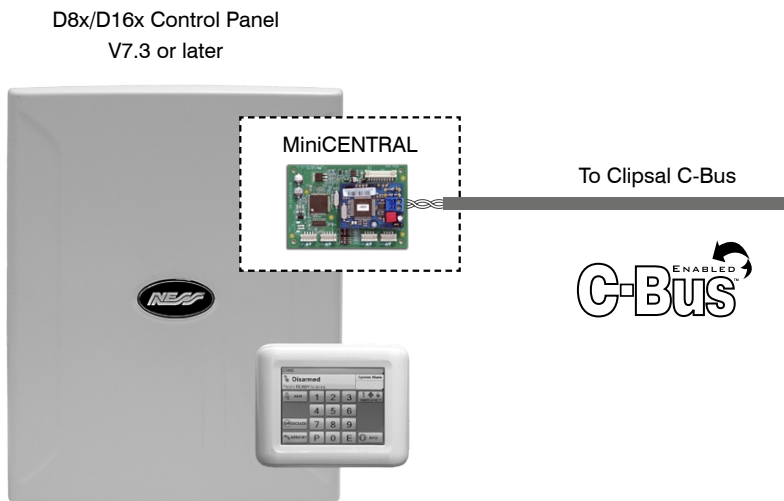 D8x/D16x Control Panel
V7.3 or later
MiniCENTRAL
To Clipsal C-Bus
ENABLED
C-Bus™
NESS
Disarmed
1 2 3
4 5 6
7 8 9
P 0 E